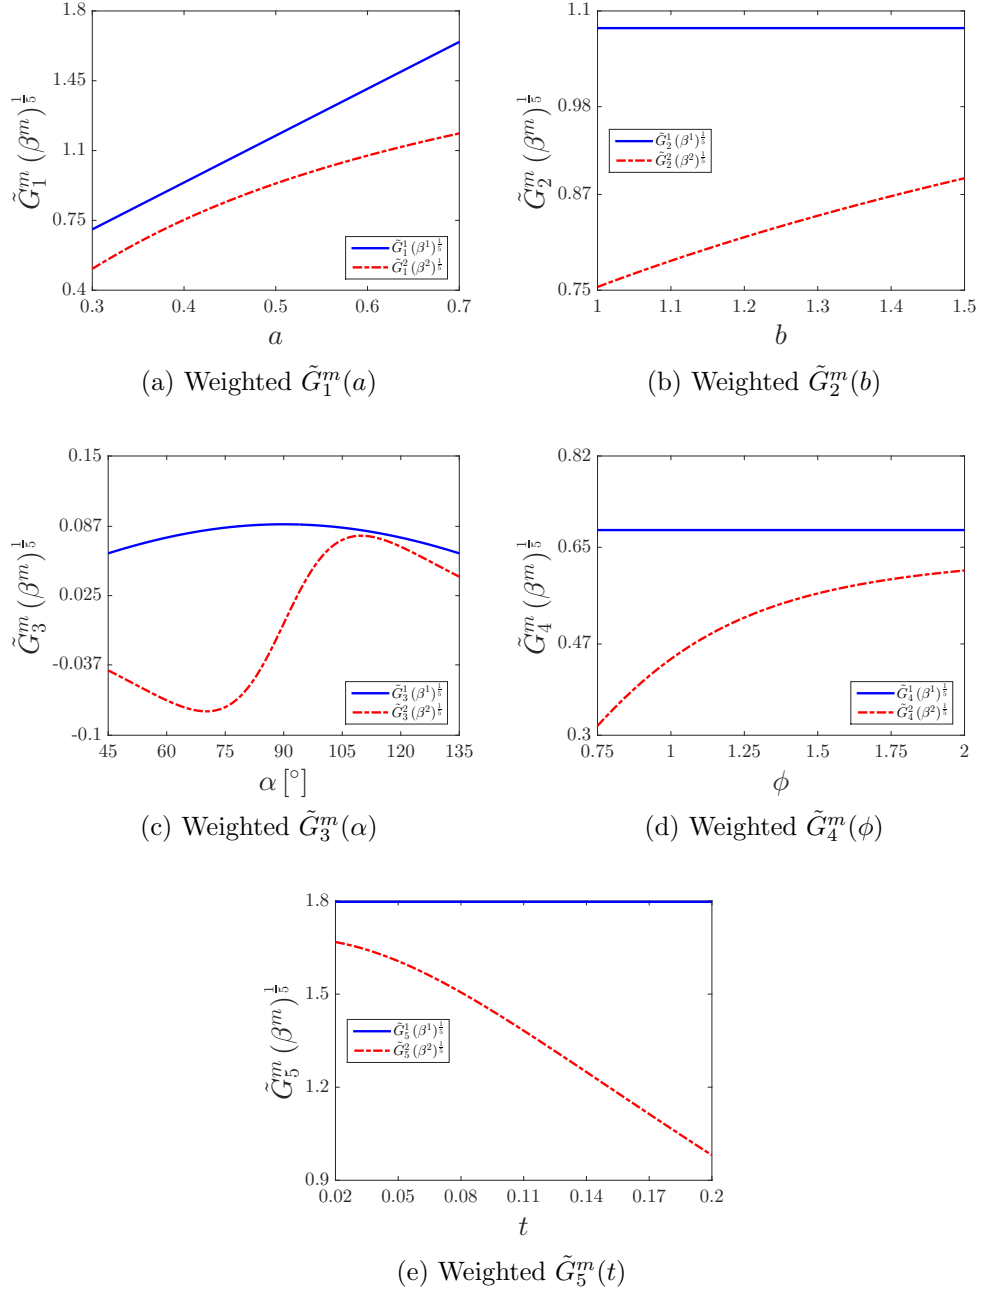 1.8
1.45
1.1
0.75
0.4
G̃₁ᵐ (βᵐ)^{1/5}
G̃₁¹(β¹)^{1/5}
G̃₁²(β²)^{1/5}
0.3 0.4 0.5 0.6 0.7
a
(a) Weighted G̃₁ᵐ(a)
1.1
0.98
0.87
0.75
G̃₂ᵐ (βᵐ)^{1/5}
G̃₂¹(β¹)^{1/5}
G̃₂²(β²)^{1/5}
1 1.1 1.2 1.3 1.4 1.5
b
(b) Weighted G̃₂ᵐ(b)
0.15
0.087
0.025
-0.037
-0.1
G̃₃ᵐ (βᵐ)^{1/5}
G̃₃¹(β¹)^{1/5}
G̃₃²(β²)^{1/5}
45 60 75 90 105 120 135
α [°]
(c) Weighted G̃₃ᵐ(α)
0.82
0.65
0.47
0.3
G̃₄ᵐ (βᵐ)^{1/5}
G̃₄¹(β¹)^{1/5}
G̃₄²(β²)^{1/5}
0.75 1 1.25 1.5 1.75 2
ϕ
(d) Weighted G̃₄ᵐ(ϕ)
1.8
1.5
1.2
0.9
G̃₅ᵐ (βᵐ)^{1/5}
G̃₅¹(β¹)^{1/5}
G̃₅²(β²)^{1/5}
0.02 0.05 0.08 0.11 0.14 0.17 0.2
t
(e) Weighted G̃₅ᵐ(t)